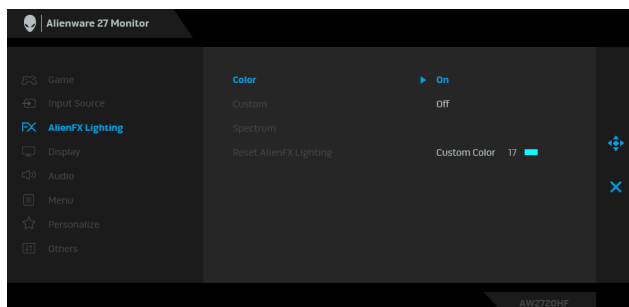 Alienware 27 Monitor
Game
Input Source
FX AlienFX Lighting
Display
Audio
Menu
Personalize
Others
Color On
Custom Off
Spectrum
Reset AlienFX Lighting Custom Color 17
AW2720HF